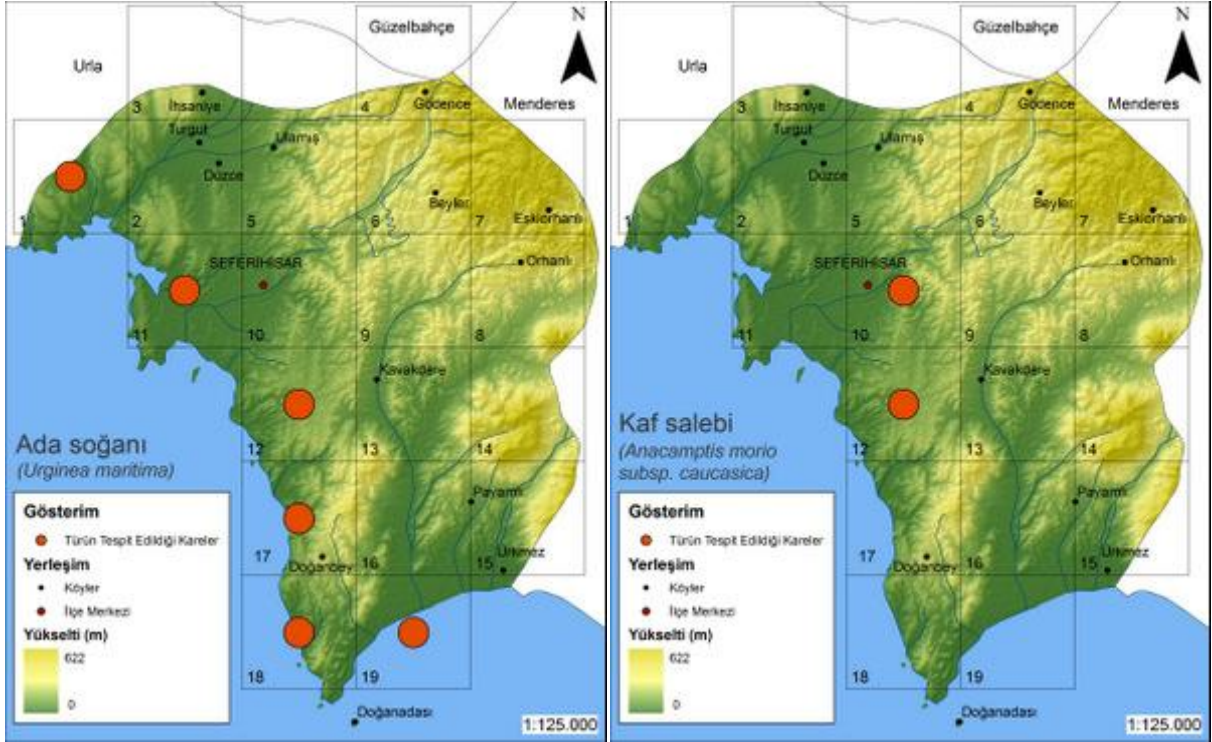 Güzelbahçe
N
Urla
3
İhsaniye
4
Gödence
Menderes
Turgut
Ulamış
Düzce
Beyler
Eskiorhanlı
1
2
5
6
7
SEFERİHİSAR
Orhanlı
11
10
9
8
Kavakdere
Ada soğanı
(Urginea maritima)
12
13
14
Payamlı
Gösterim
Türün Tespit Edildiği Kareler
Yerleşim
Köyler
İlçe Merkezi
Yükselti (m)
622
0
17
Doğanbey
16
15
Ürkmez
18
19
Doğanadası
1:125.000
Güzelbahçe
N
Urla
3
İhsaniye
4
Gödence
Menderes
Turgut
Ulamış
Düzce
Beyler
Eskiorhanlı
1
2
5
6
7
SEFERİHİSAR
Orhanlı
11
10
9
8
Kavakdere
Kaf salebi
(Anacamptis morio
subsp. caucasica)
12
13
14
Payamlı
Gösterim
Türün Tespit Edildiği Kareler
Yerleşim
Köyler
İlçe Merkezi
Yükselti (m)
622
0
17
Doğanbey
16
15
Ürkmez
18
19
Doğanadası
1:125.000